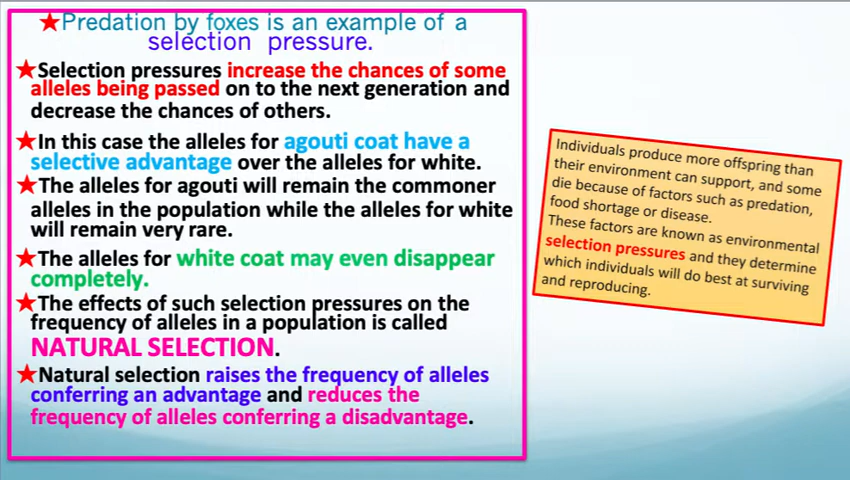 ★Predation by foxes is an example of a
selection pressure.
★Selection pressures increase the chances of some
alleles being passed on to the next generation and
decrease the chances of others.
★In this case the alleles for agouti coat have a
selective advantage over the alleles for white.
★The alleles for agouti will remain the commoner
alleles in the population while the alleles for white
will remain very rare.
★The alleles for white coat may even disappear
completely.
★The effects of such selection pressures on the
frequency of alleles in a population is called
NATURAL SELECTION.
★Natural selection raises the frequency of alleles
conferring an advantage and reduces the
frequency of alleles conferring a disadvantage.
Individuals produce more offspring than
their environment can support, and some
die because of factors such as predation,
food shortage or disease.
These factors are known as environmental
selection pressures and they determine
which individuals will do best at surviving
and reproducing.